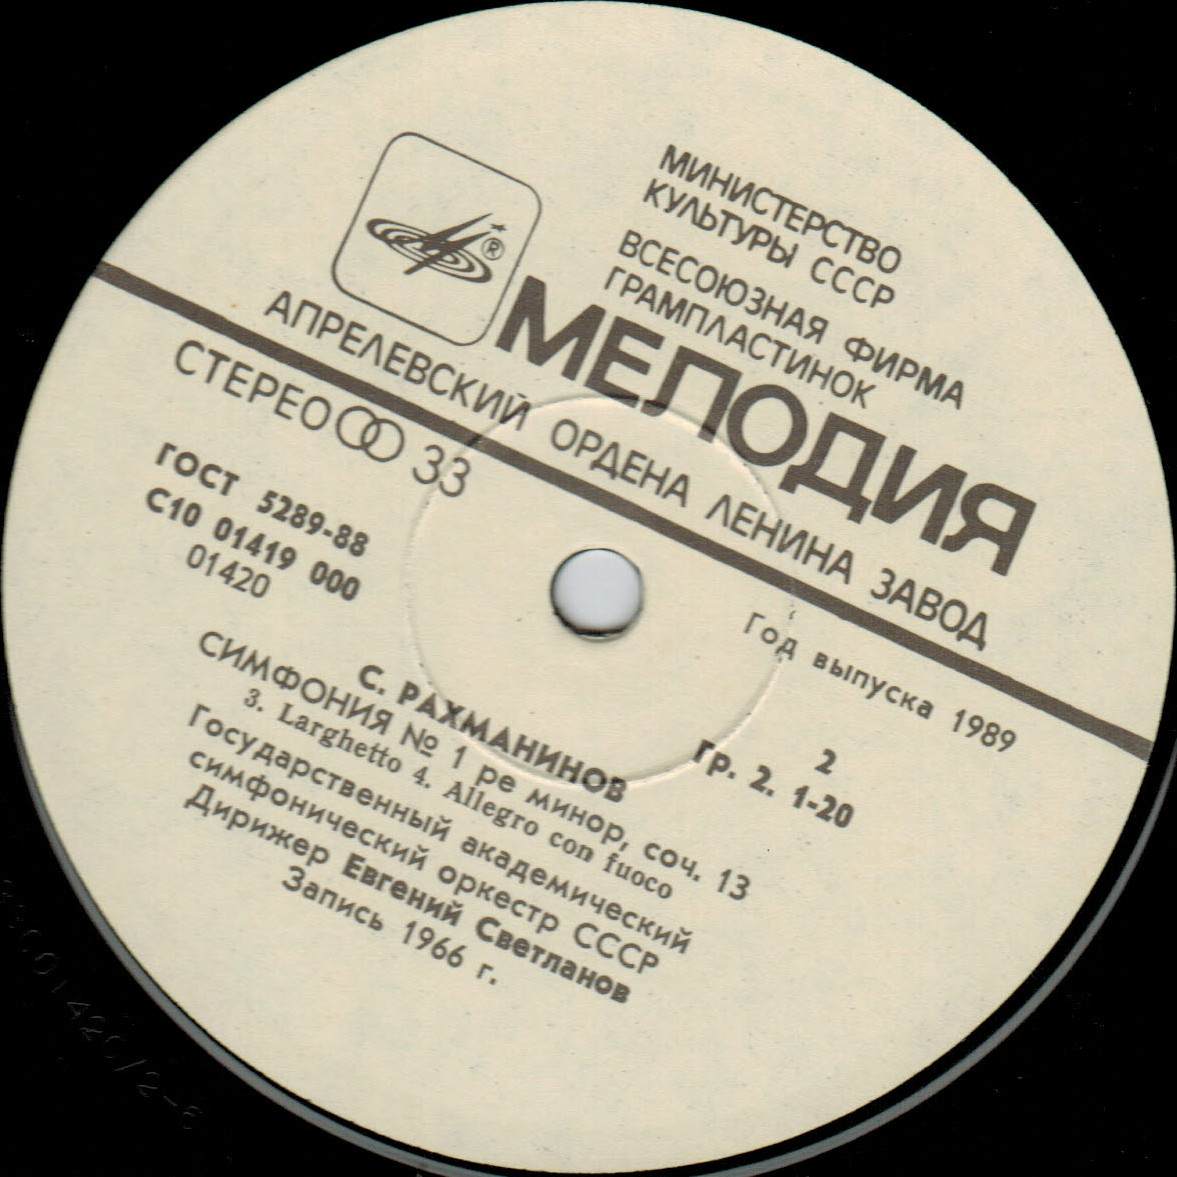 МИНИСТЕРСТВО
КУЛЬТУРЫ СССР
ВСЕСОЮЗНАЯ ФИРМА
ГРАМПЛАСТИНОК
МЕЛОДИЯ
®
АПРЕЛЕВСКИЙ ОРДЕНА ЛЕНИНА ЗАВОД
СТЕРЕО 33
Год выпуска 1989
ГОСТ 5289-88
С10 01419 000
01420
2
Гр. 2. 1-20
С. РАХМАНИНОВ
СИМФОНИЯ № 1 ре минор, соч. 13
3. Larghetto 4. Allegro con fuoco
Государственный академический
симфонический оркестр СССР
Дирижер Евгений Светланов
Запись 1966 г.